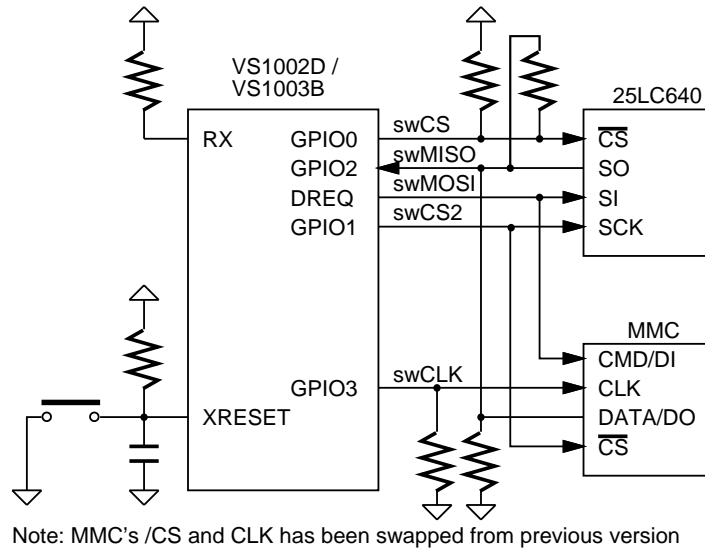 VS1002D /
VS1003B
25LC640
RX
GPIO0
swCS
CS
GPIO2
swMISO
SO
DREQ
swMOSI
SI
GPIO1
swCS2
SCK
MMC
CMD/DI
GPIO3
swCLK
CLK
XRESET
DATA/DO
CS
Note: MMC's /CS and CLK has been swapped from previous version